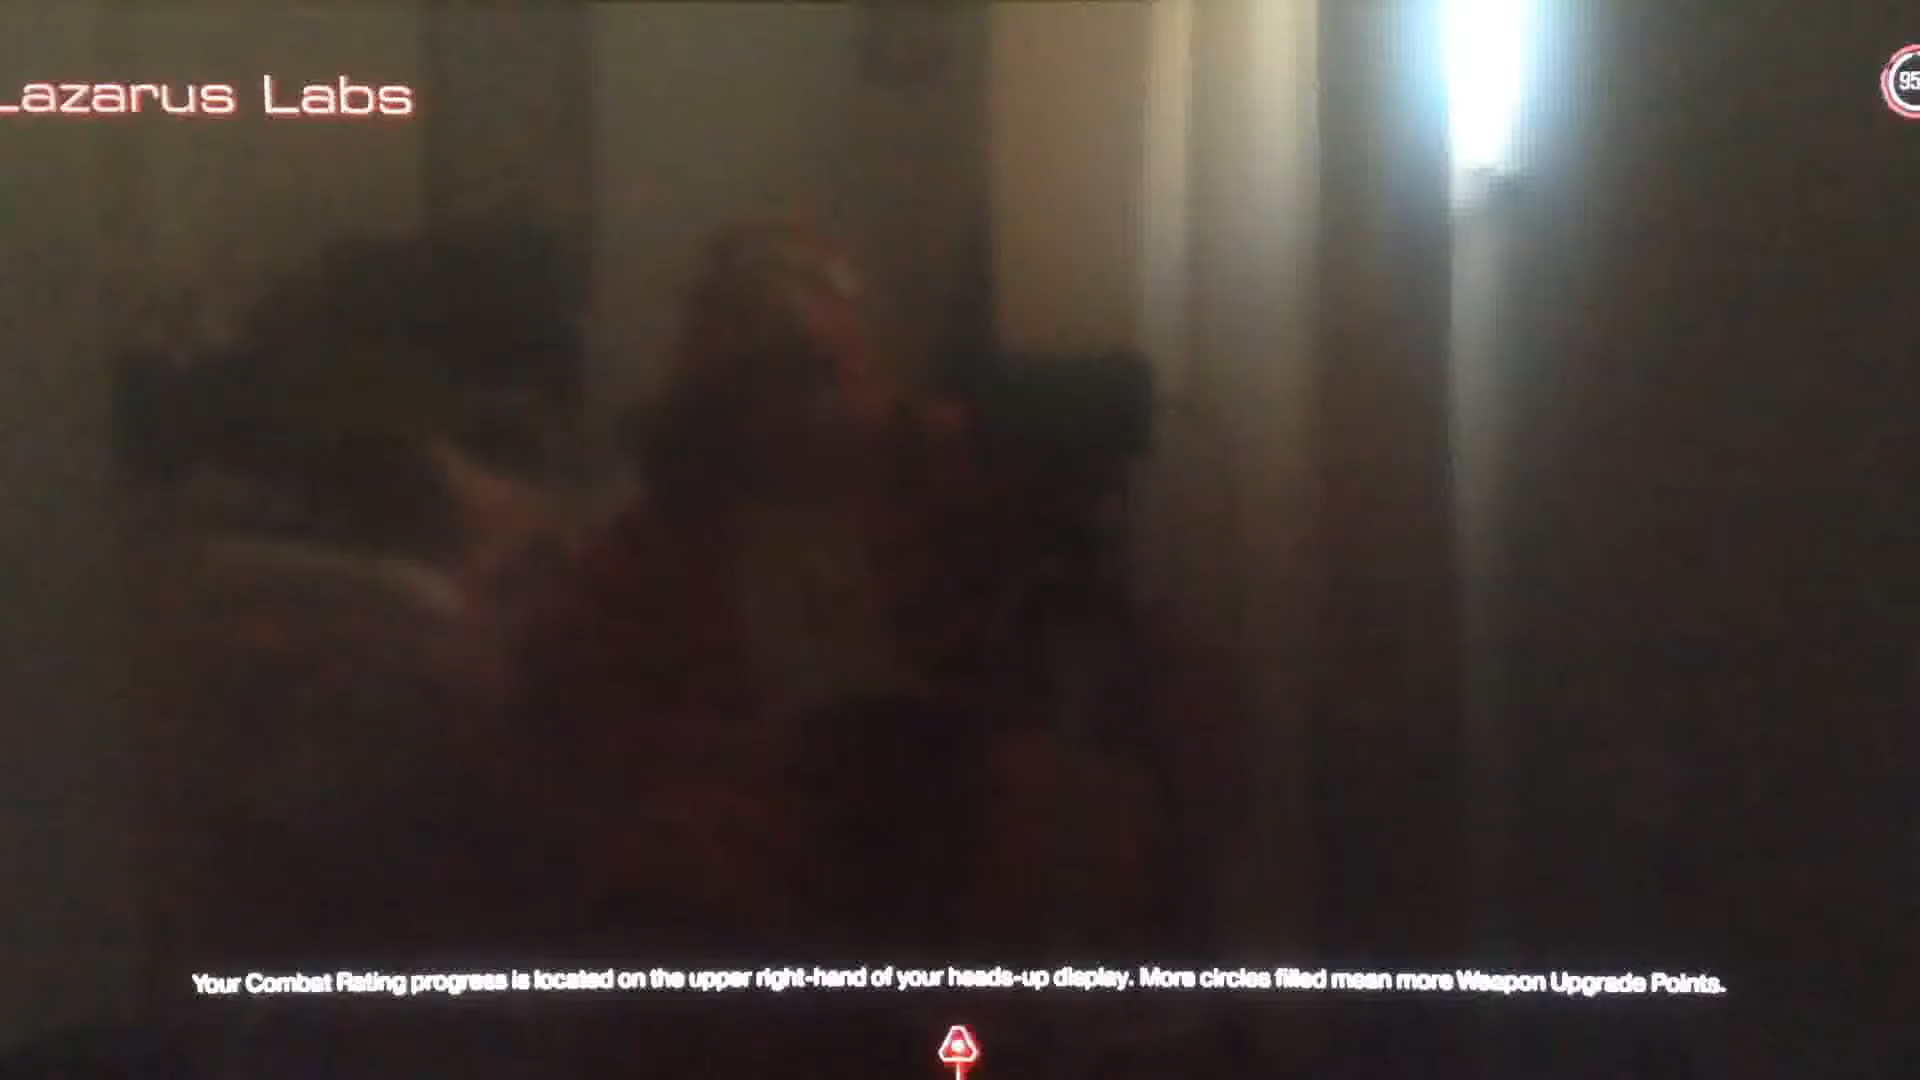 Lazarus Labs
95
Your Combat Rating progress is located on the upper right-hand of your heads-up display. More circles filled mean more Weapon Upgrade Points.